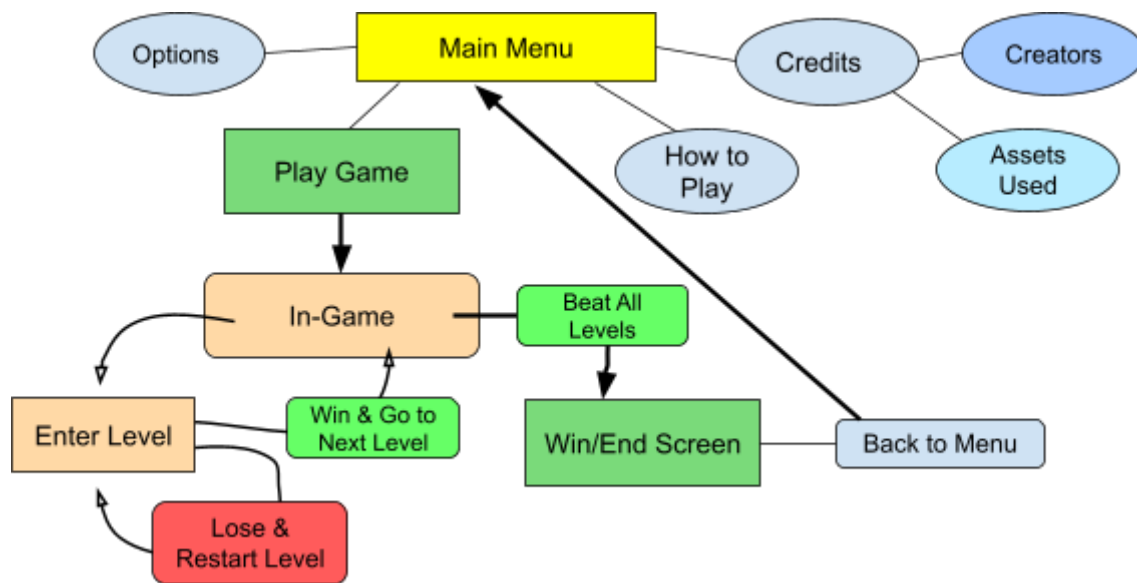 Options
Main Menu
Credits
Creators
Play Game
How to
Play
Assets
Used
In-Game
Beat All
Levels
Enter Level
Win & Go to
Next Level
Win/End Screen
Back to Menu
Lose &
Restart Level